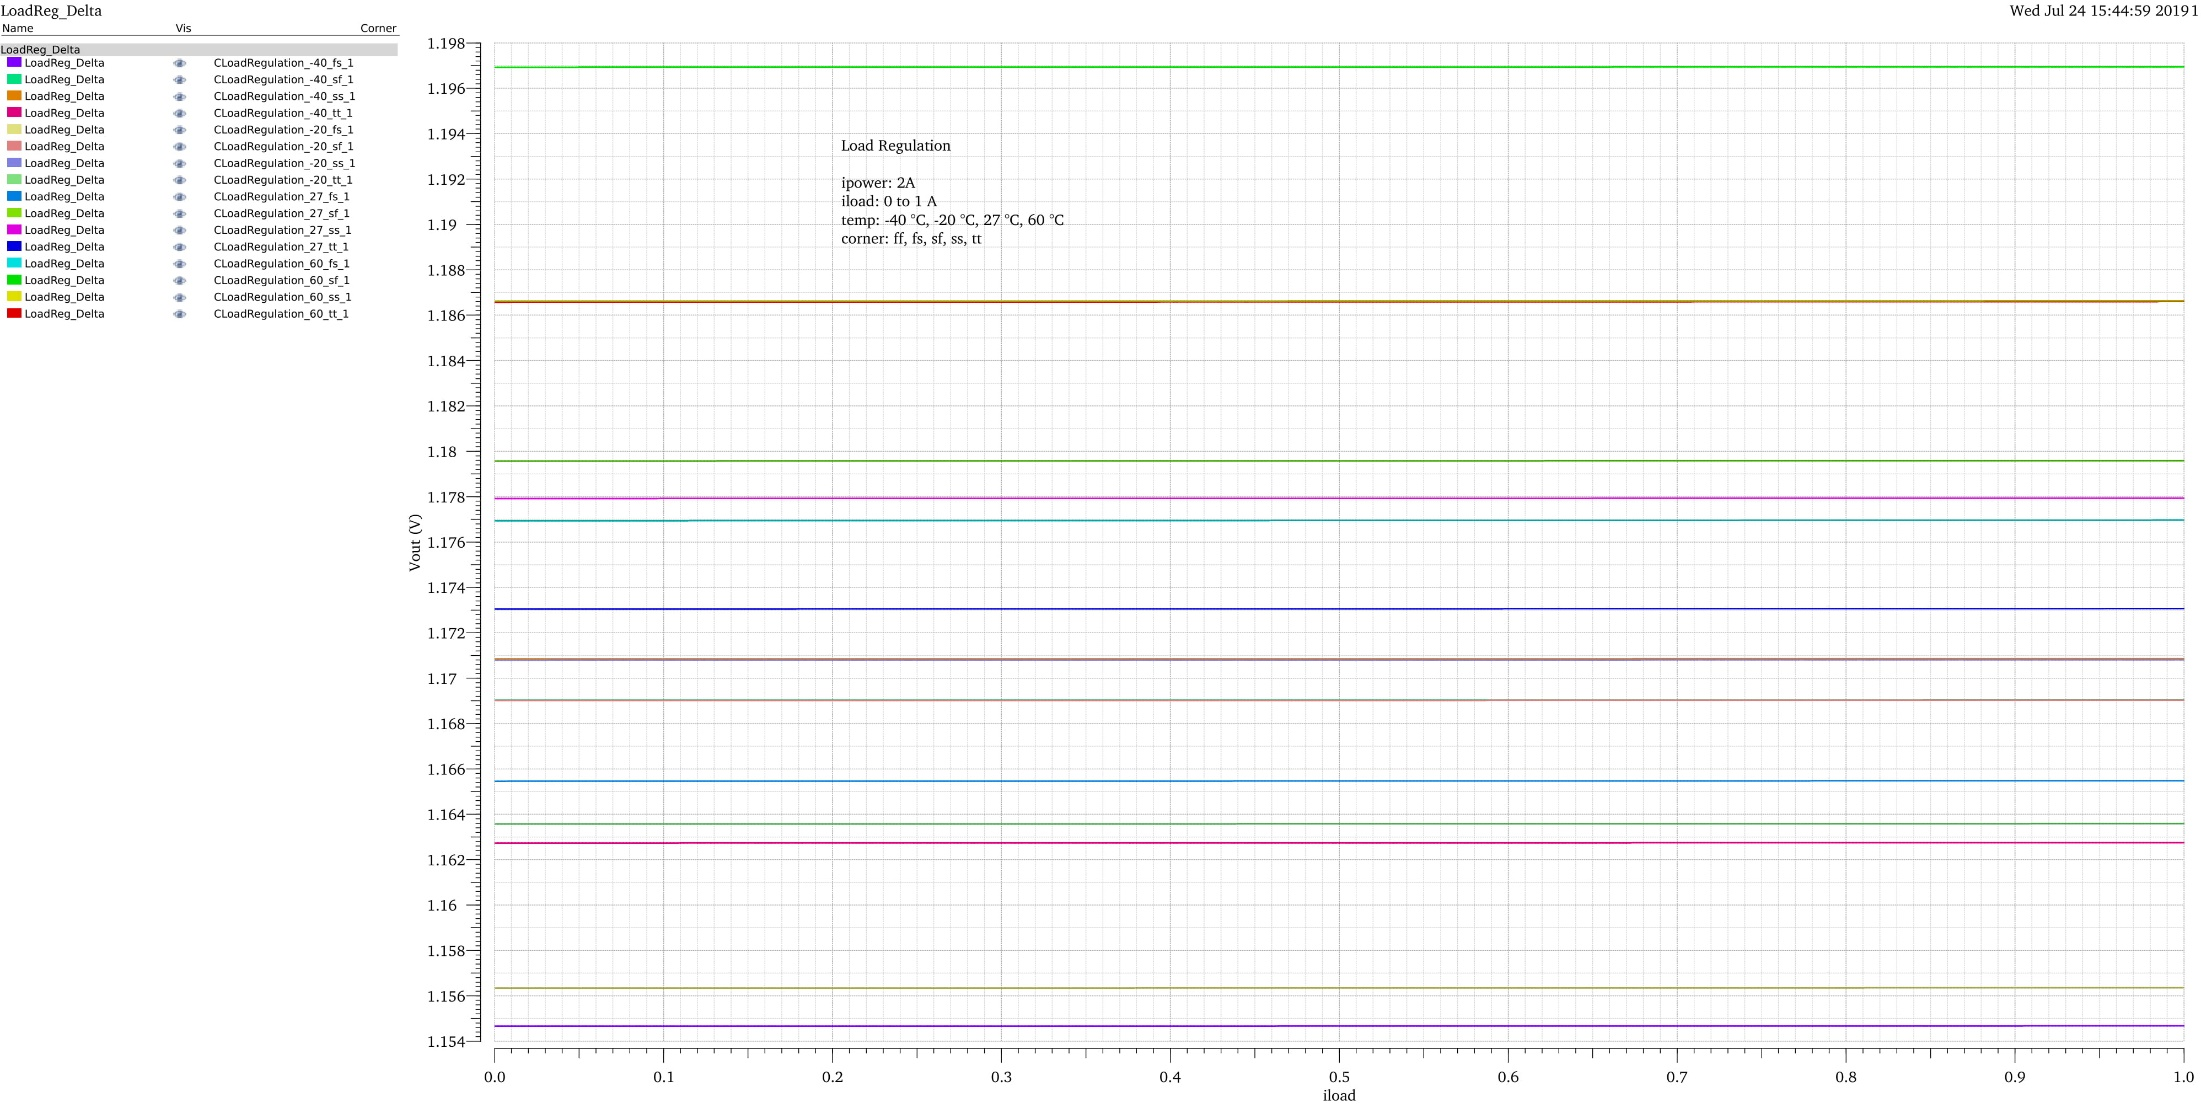 LoadReg_Delta
Wed Jul 24 15:44:59 2019 1
Name Vis Corner
LoadReg_Delta
LoadReg_Delta CLoadRegulation_-40_fs_1
LoadReg_Delta CLoadRegulation_-40_sf_1
LoadReg_Delta CLoadRegulation_-40_ss_1
LoadReg_Delta CLoadRegulation_-40_tt_1
LoadReg_Delta CLoadRegulation_-20_fs_1
LoadReg_Delta CLoadRegulation_-20_sf_1
LoadReg_Delta CLoadRegulation_-20_ss_1
LoadReg_Delta CLoadRegulation_-20_tt_1
LoadReg_Delta CLoadRegulation_27_fs_1
LoadReg_Delta CLoadRegulation_27_sf_1
LoadReg_Delta CLoadRegulation_27_ss_1
LoadReg_Delta CLoadRegulation_27_tt_1
LoadReg_Delta CLoadRegulation_60_fs_1
LoadReg_Delta CLoadRegulation_60_sf_1
LoadReg_Delta CLoadRegulation_60_ss_1
LoadReg_Delta CLoadRegulation_60_tt_1
Load Regulation
ipower: 2A
iload: 0 to 1 A
temp: -40 °C, -20 °C, 27 °C, 60 °C
corner: ff, fs, sf, ss, tt
Vout (V)
1.198
1.196
1.194
1.192
1.19
1.188
1.186
1.184
1.182
1.18
1.178
1.176
1.174
1.172
1.17
1.168
1.166
1.164
1.162
1.16
1.158
1.156
1.154
0.0 0.1 0.2 0.3 0.4 0.5 0.6 0.7 0.8 0.9 1.0
iload